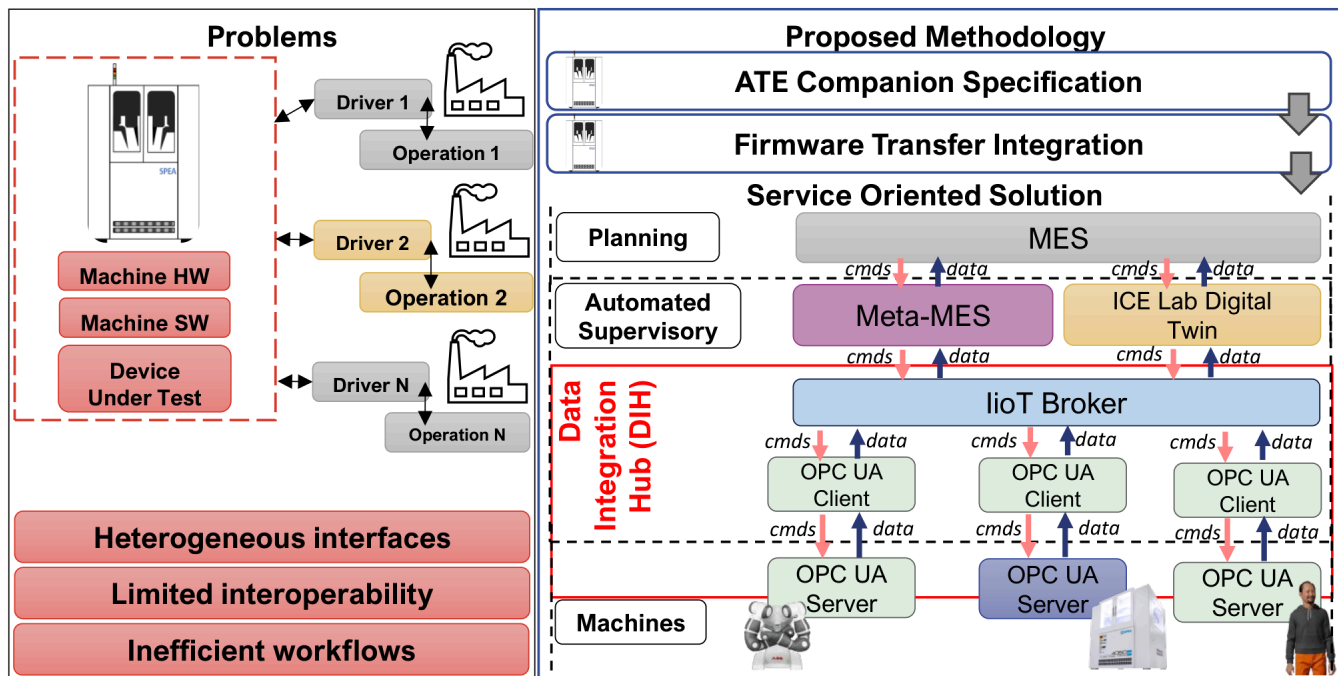 Problems
SPEA
Machine HW
Machine SW
Device
Under Test
Driver 1
Operation 1
Driver 2
Operation 2
Driver N
Operation N
Heterogeneous interfaces
Limited interoperability
Inefficient workflows
Proposed Methodology
ATE Companion Specification
Firmware Transfer Integration
Service Oriented Solution
Planning
MES
cmds
data
cmds
data
Automated
Supervisory
Meta-MES
ICE Lab Digital
Twin
cmds
data
cmds
data
Data
Integration
Hub (DIH)
IioT Broker
cmds
data
cmds
data
cmds
data
OPC UA
Client
OPC UA
Client
OPC UA
Client
cmds
data
cmds
data
cmds
data
Machines
OPC UA
Server
OPC UA
Server
OPC UA
Server
ABB